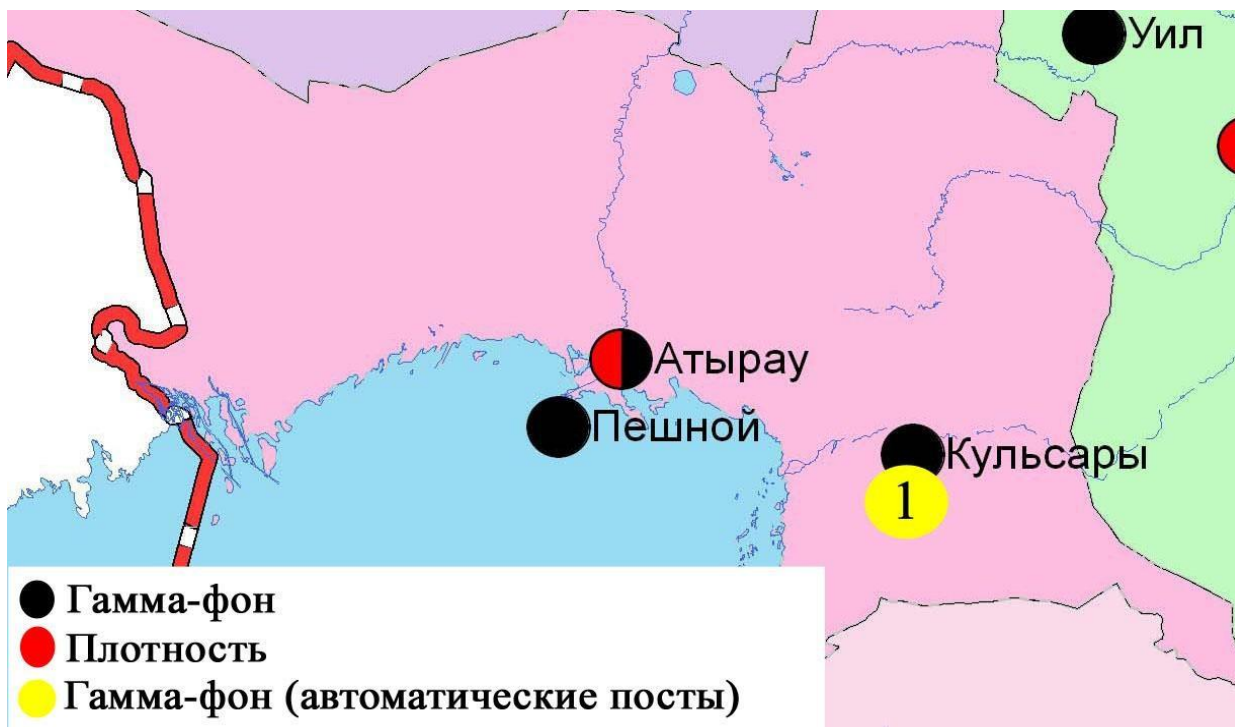 Уил
Атырау
Пешной
Кульсары
1
Гамма-фон
Плотность
Гамма-фон (автоматические посты)